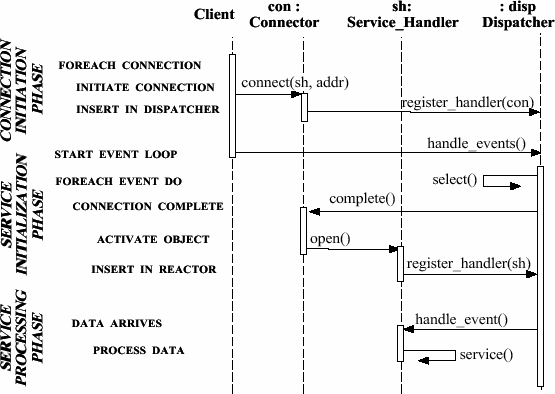 Client
con :
Connector
sh:
Service_Handler
: disp
Dispatcher
CONNECTION
INITIATION
PHASE
FOREACH CONNECTION
INITIATE CONNECTION
connect(sh, addr)
INSERT IN DISPATCHER
register_handler(con)
START EVENT LOOP
handle_events()
SERVICE
INITIALIZATION
PHASE
FOREACH EVENT DO
select()
CONNECTION COMPLETE
complete()
ACTIVATE OBJECT
open()
INSERT IN REACTOR
register_handler(sh)
SERVICE
PROCESSING
PHASE
DATA ARRIVES
handle_event()
PROCESS DATA
service()